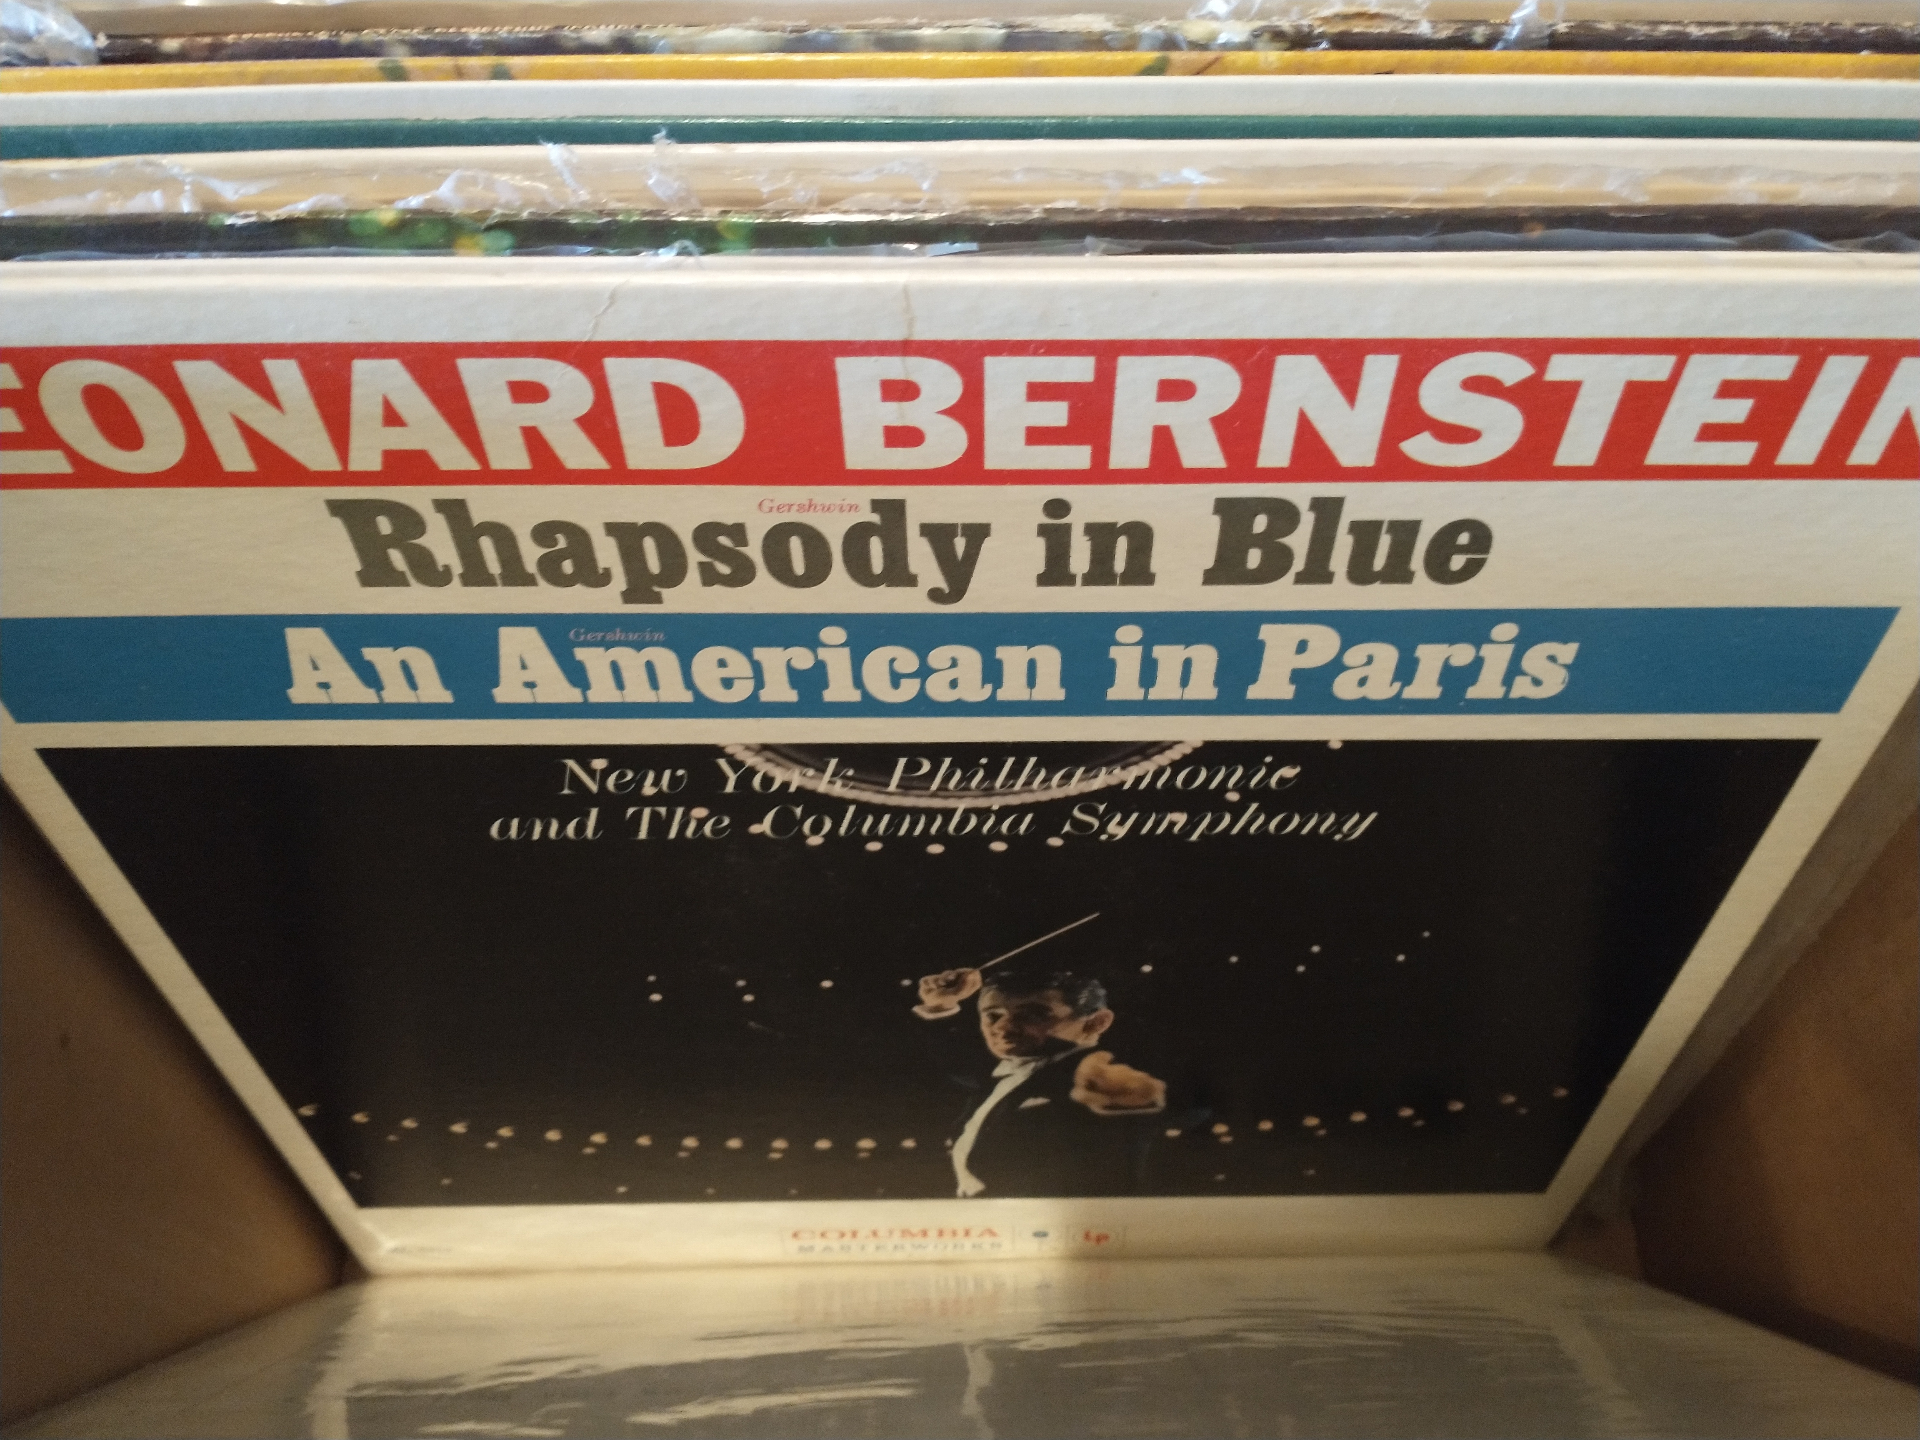 EONARD BERNSTEIN
Gershwin
Rhapsody in Blue
Gershwin
An American in Paris
New York Philharmonic
and The Columbia Symphony
COLUMBIA
MASTERWORKS
Lp